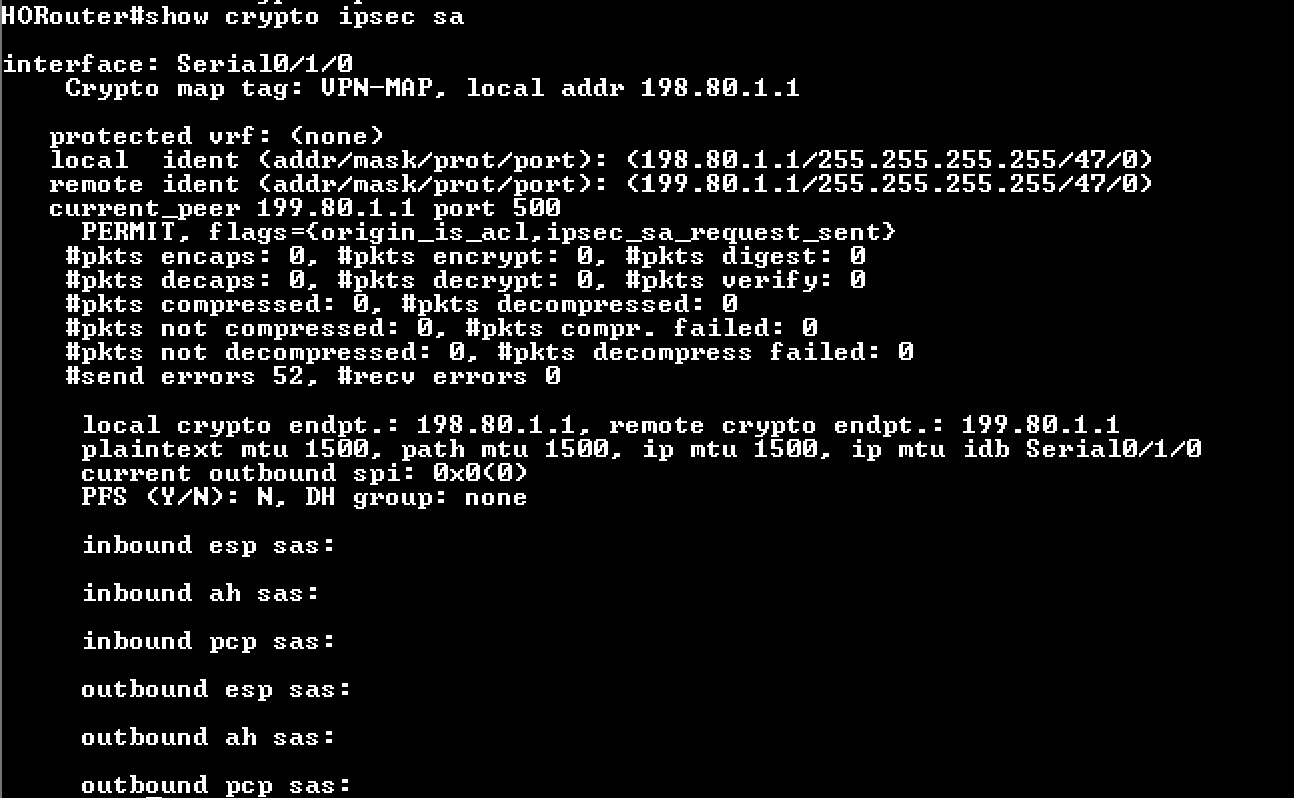 HORouter#show crypto ipsec sa
interface: Serial0/1/0
Crypto map tag: VPN-MAP, local addr 198.80.1.1
protected vrf: (none)
local  ident (addr/mask/prot/port): (198.80.1.1/255.255.255.255/47/0)
remote ident (addr/mask/prot/port): (199.80.1.1/255.255.255.255/47/0)
current_peer 199.80.1.1 port 500
PERMIT, flags={origin_is_acl,ipsec_sa_request_sent}
#pkts encaps: 0, #pkts encrypt: 0, #pkts digest: 0
#pkts decaps: 0, #pkts decrypt: 0, #pkts verify: 0
#pkts compressed: 0, #pkts decompressed: 0
#pkts not compressed: 0, #pkts compr. failed: 0
#pkts not decompressed: 0, #pkts decompress failed: 0
#send errors 52, #recv errors 0
local crypto endpt.: 198.80.1.1, remote crypto endpt.: 199.80.1.1
plaintext mtu 1500, path mtu 1500, ip mtu 1500, ip mtu idb Serial0/1/0
current outbound spi: 0x0(0)
PFS (Y/N): N, DH group: none
inbound esp sas:
inbound ah sas:
inbound pcp sas:
outbound esp sas:
outbound ah sas:
outbound pcp sas: